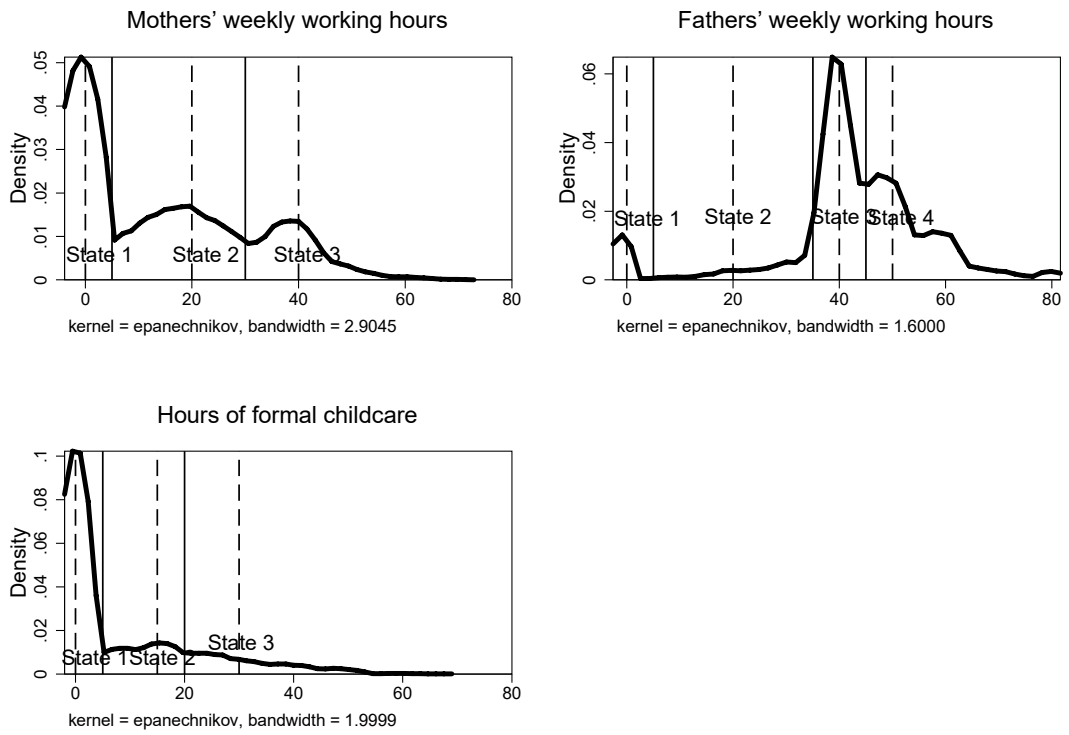 Mothers’ weekly working hours
.05
.04
.03
.02
.01
0
Density
State 1
State 2
State 3
0 20 40 60 80
kernel = epanechnikov, bandwidth = 2.9045
Fathers’ weekly working hours
.06
.04
.02
0
Density
State 1
State 2
State 3
State 4
0 20 40 60 80
kernel = epanechnikov, bandwidth = 1.6000
Hours of formal childcare
.1
.08
.06
.04
.02
0
Density
State 1
State 2
State 3
0 20 40 60 80
kernel = epanechnikov, bandwidth = 1.9999